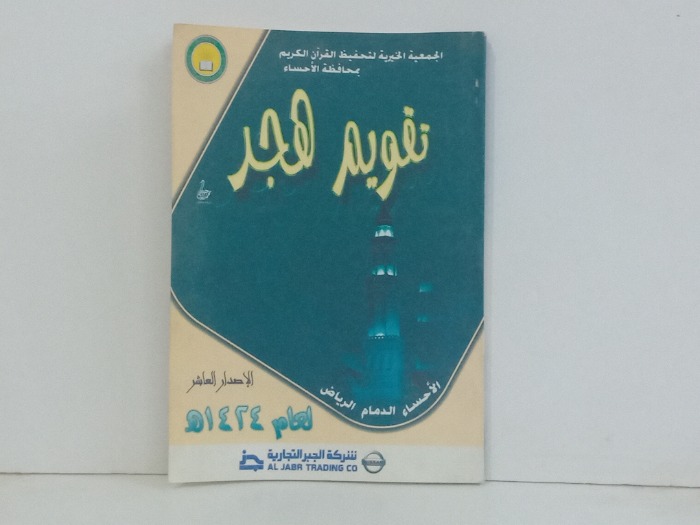 الجمعية الخيرية لتحفيظ القرآن الكريم
بمحافظة الأحساء
تقويم هجر
الأحساء الدمام الرياض
الإصدار العاشر
لعام ١٤٢٤هـ
شركة الجبر التجارية
AL JABR TRADING CO
NISSAN